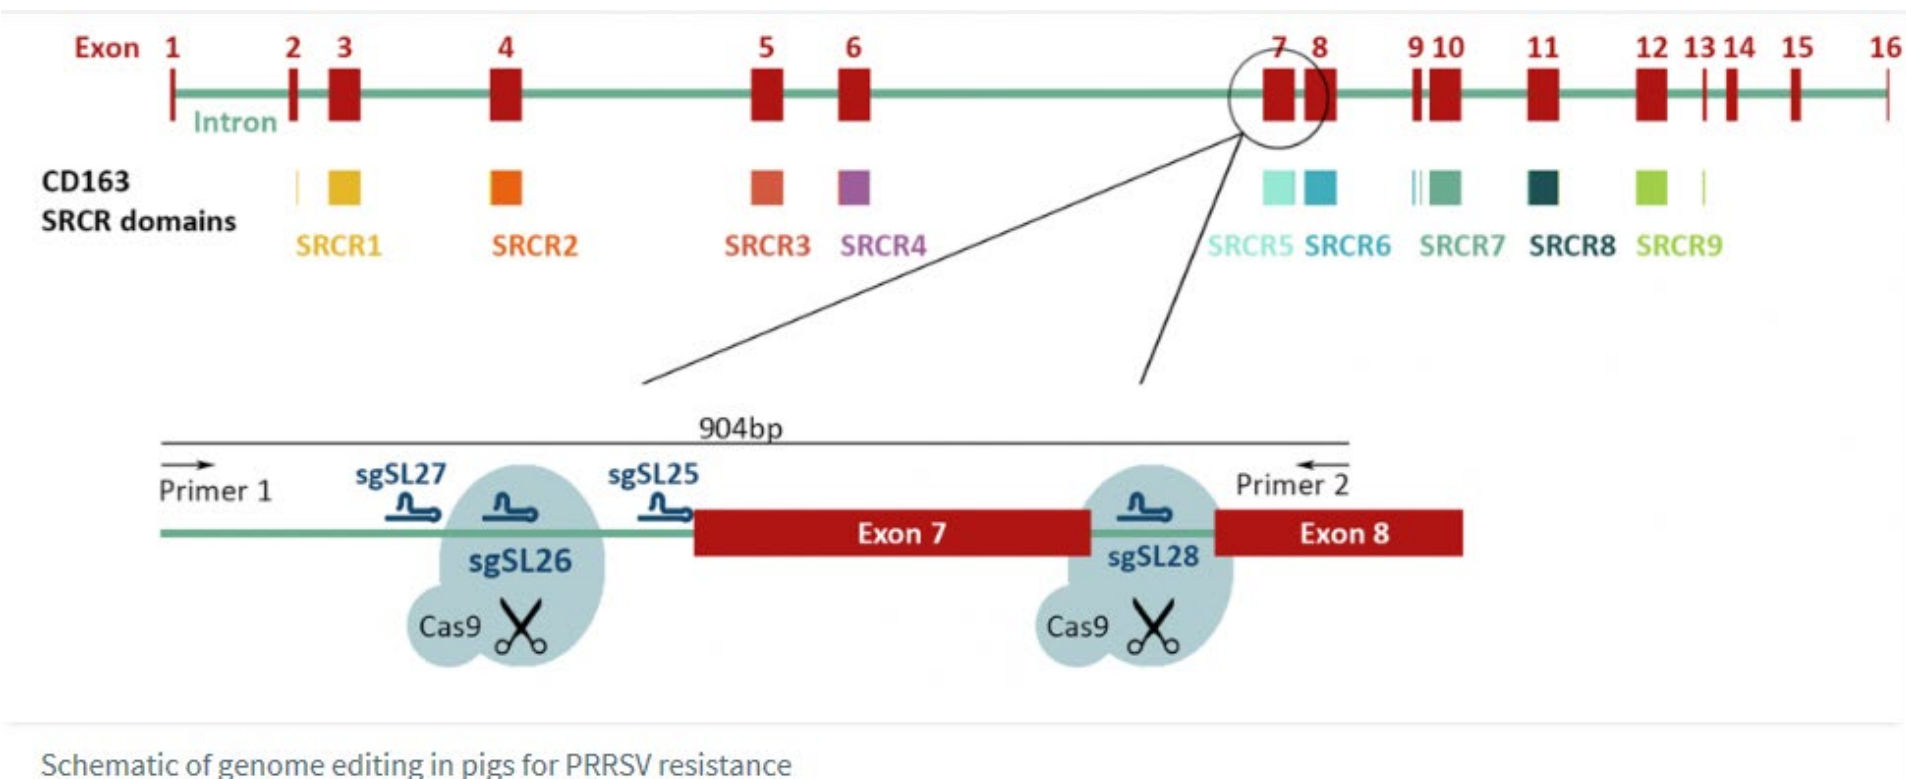 Exon 1 2 3 4 5 6 7 8 9 10 11 12 13 14 15 16
Intron
CD163
SRCR domains
SRCR1 SRCR2 SRCR3 SRCR4 SRCR5 SRCR6 SRCR7 SRCR8 SRCR9
904bp
sgSL27 sgSL25
Primer 1 Primer 2
Exon 7 Exon 8
sgSL26 sgSL28
Cas9 Cas9
Schematic of genome editing in pigs for PRRSV resistance